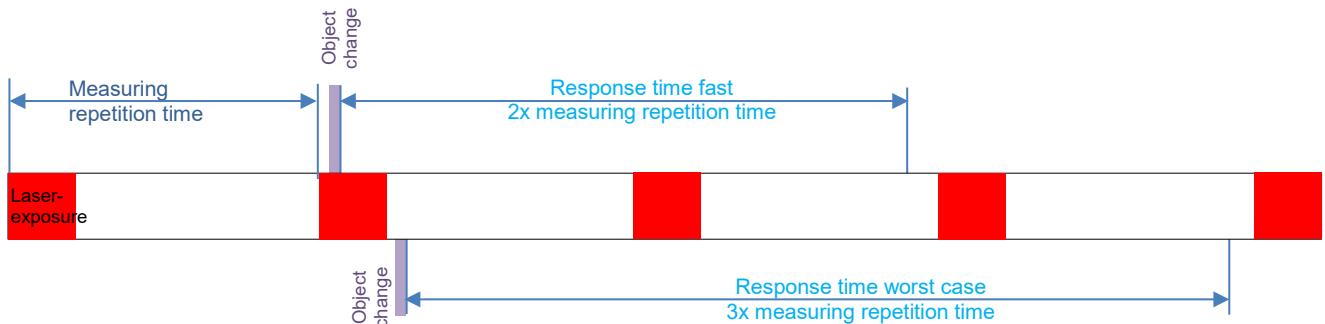 Object
change
Measuring
repetition time
Response time fast
2x measuring repetition time
Laser-
exposure
Object
change
Response time worst case
3x measuring repetition time